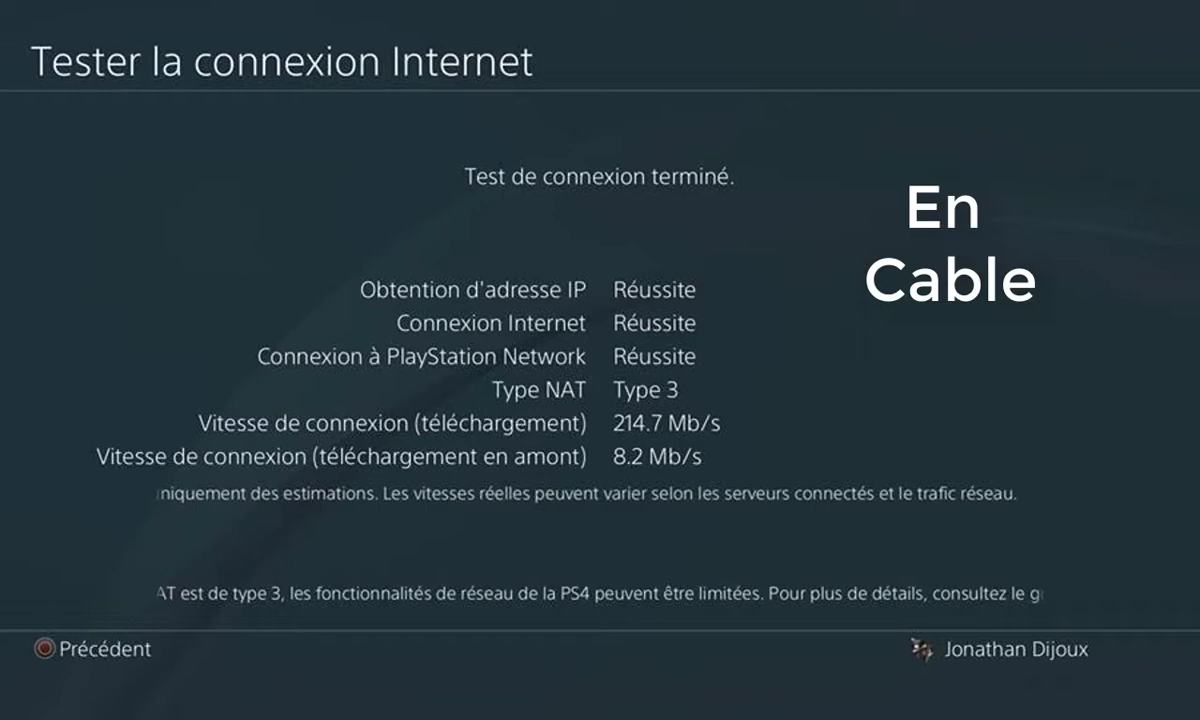 Tester la connexion Internet
Test de connexion terminé.
En
Cable
Obtention d'adresse IP Réussite
Connexion Internet Réussite
Connexion à PlayStation Network Réussite
Type NAT Type 3
Vitesse de connexion (téléchargement) 214.7 Mb/s
Vitesse de connexion (téléchargement en amont) 8.2 Mb/s
niquement des estimations. Les vitesses réelles peuvent varier selon les serveurs connectés et le trafic réseau.
AT est de type 3, les fonctionnalités de réseau de la PS4 peuvent être limitées. Pour plus de détails, consultez le g
Précédent
Jonathan Dijoux